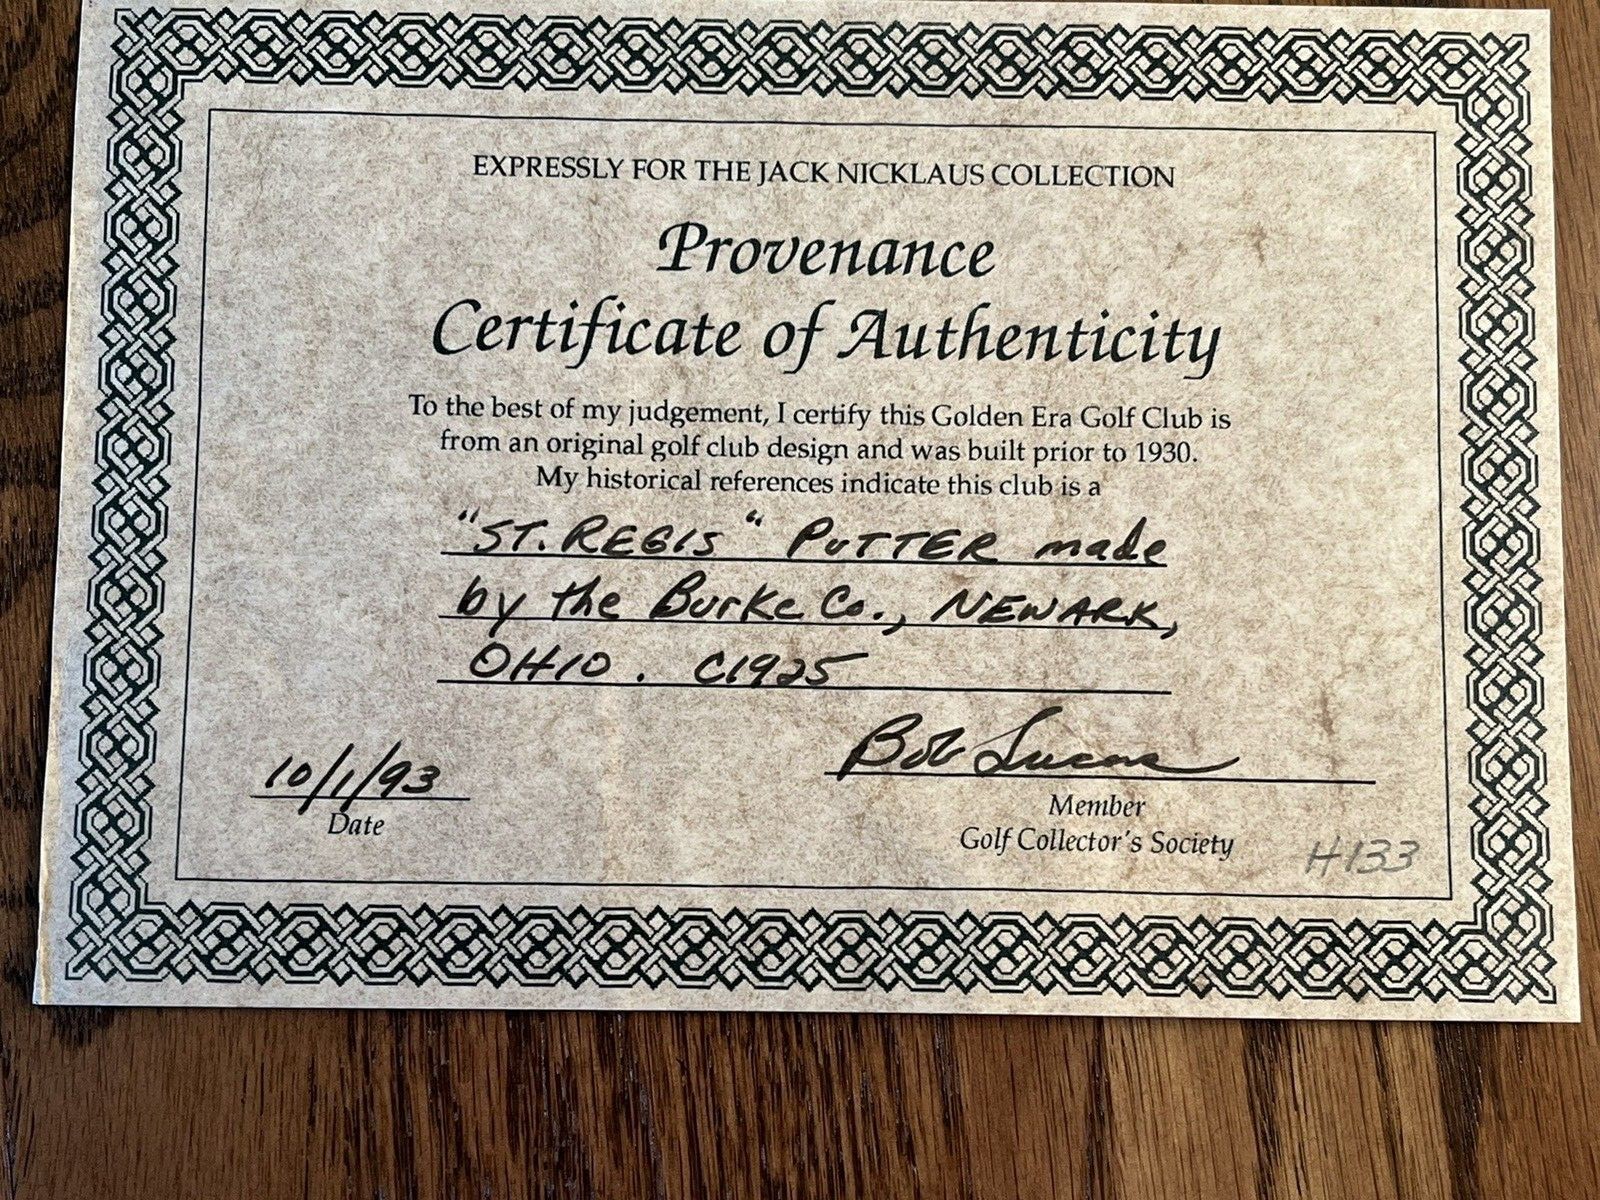 EXPRESSLY FOR THE JACK NICKLAUS COLLECTION
Provenance
Certificate of Authenticity
To the best of my judgement, I certify this Golden Era Golf Club is
from an original golf club design and was built prior to 1930.
My historical references indicate this club is a
"ST. REGIS" PUTTER made
by the Burke Co., NEWARK,
OHIO. C1925
10/1/93
Date
Bob Lucas
Member
Golf Collector's Society
H133